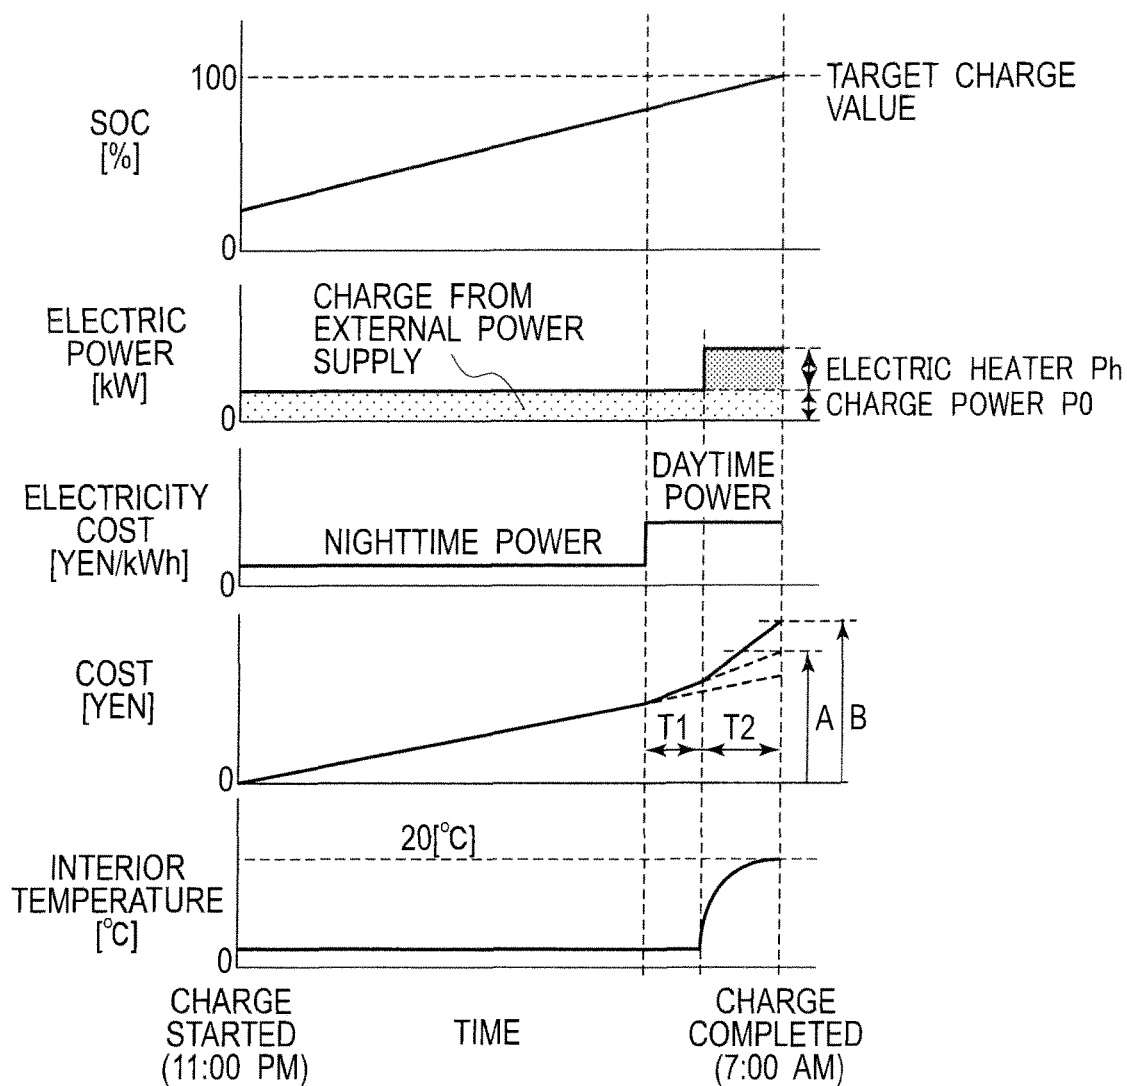 100
SOC
[%]
0
TARGET CHARGE
VALUE
ELECTRIC
POWER
[kW]
0
CHARGE FROM
EXTERNAL POWER
SUPPLY
ELECTRIC HEATER Ph
CHARGE POWER P0
ELECTRICITY
COST
[YEN/kWh]
0
NIGHTTIME POWER
DAYTIME
POWER
COST
[YEN]
0
T1
T2
A
B
INTERIOR
TEMPERATURE
[°C]
0
20[°C]
CHARGE
STARTED
(11:00 PM)
TIME
CHARGE
COMPLETED
(7:00 AM)